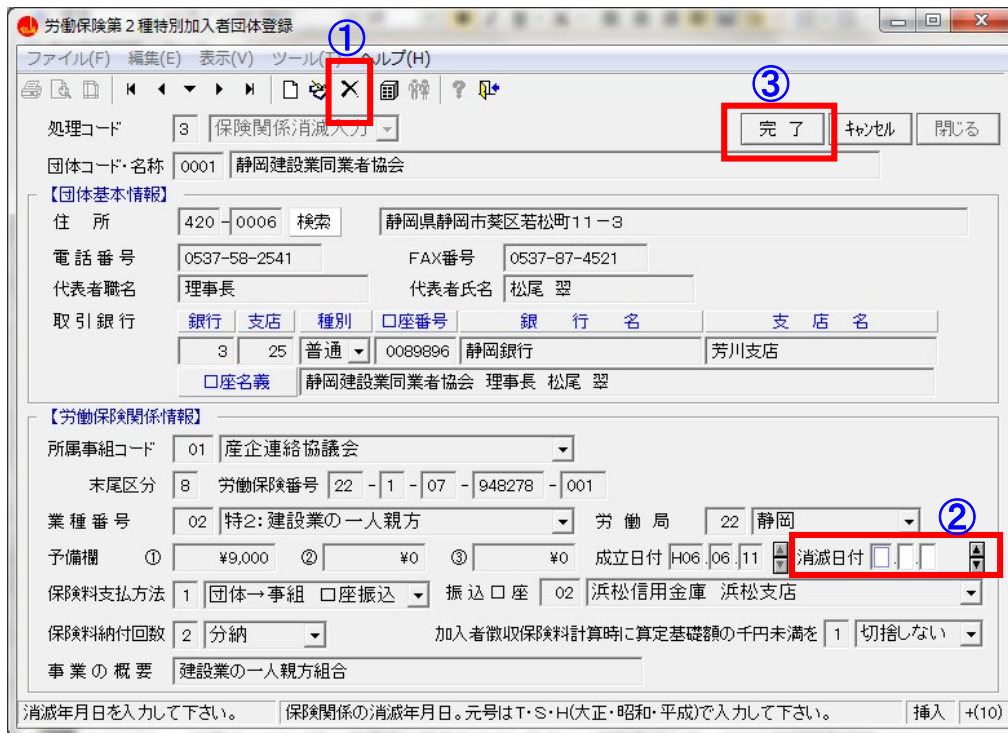 労働保険第2種特別加入者団体登録
①
ファイル(F) 編集(E) 表示(V) ツール(T) ヘルプ(H)
③
処理コード 3 保険関係消滅入力 完了 キャンセル 閉じる
団体コード・名称 0001 静岡建設業同業者協会
【団体基本情報】
住 所 420-0006 検索 静岡県静岡市葵区若松町11-3
電話番号 0537-58-2541 FAX番号 0537-87-4521
代表者職名 理事長 代表者氏名 松尾 翌
取引銀行 銀行 支店 種別 口座番号 銀 行 名 支 店 名
3 25 普通 0089896 静岡銀行 芳川支店
口座名義 静岡建設業同業者協会 理事長 松尾 翌
【労働保険関係情報】
所属事組コード 01 産企連絡協議会
末尾区分 8 労働保険番号 22 - 1 - 07 - 948278 - 001
業種番号 02 特2:建設業の一人親方 労働局 22 静岡 ②
予備欄 ① ¥9,000 ② ¥0 ③ ¥0 成立日付 H06.06.11 消滅日付 . .
保険料支払方法 1 団体→事組 口座振込 振込口座 02 浜松信用金庫 浜松支店
保険料納付回数 2 分納 加入者徴収保険料計算時に算定基礎額の千円未満を 1 切捨しない
事業の概要 建設業の一人親方組合
消滅年月日を入力して下さい。 保険関係の消滅年月日。元号はT・S・H(大正・昭和・平成)で入力して下さい。 挿入 +(10)